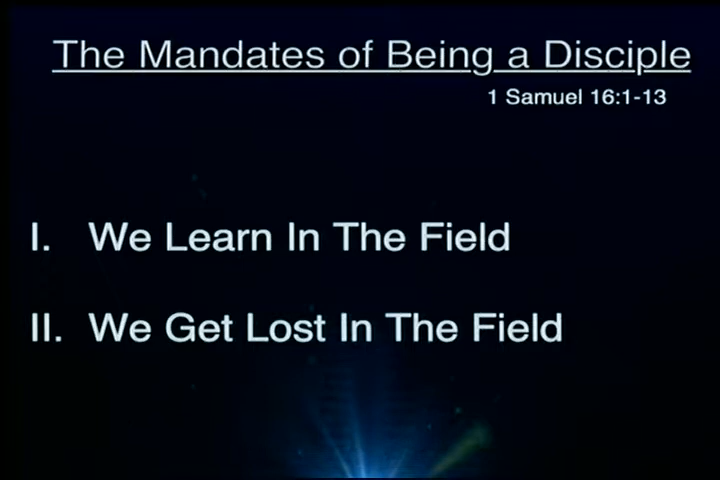 The Mandates of Being a Disciple
1 Samuel 16:1-13
I. We Learn In The Field
II. We Get Lost In The Field